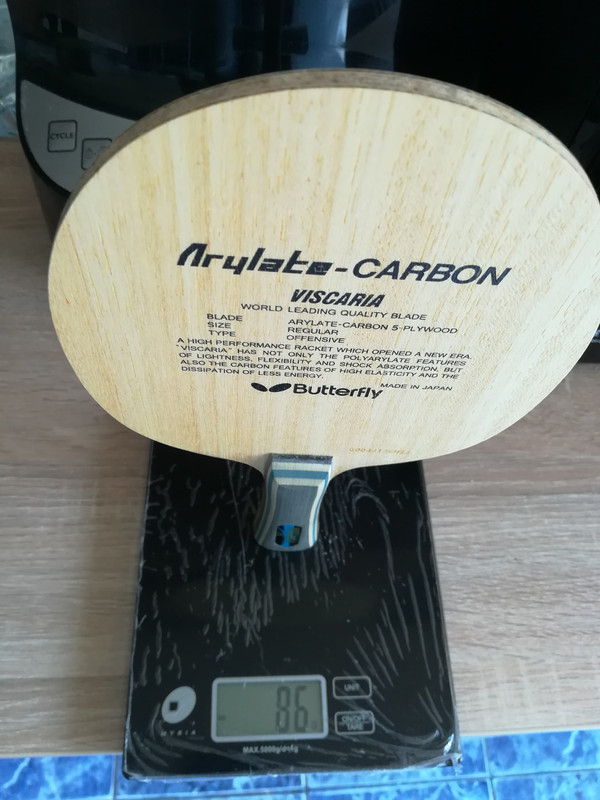 CYCLE
Arylate-CARBON
VISCARIA
WORLD LEADING QUALITY BLADE
BLADE ARYLATE-CARBON 5-PLYWOOD
SIZE REGULAR
TYPE OFFENSIVE
A HIGH PERFORMANCE RACKET WHICH OPENED A NEW ERA.
"VISCARIA" HAS NOT ONLY THE POLYARYLATE FEATURES
OF LIGHTNESS, FLEXIBILITY AND SHOCK ABSORPTION, BUT
ALSO THE CARBON FEATURES OF HIGH ELASTICITY AND THE
DISSIPATION OF LESS ENERGY.
Butterfly
MADE IN JAPAN
86 g
UNIT
ON/OFF
TARE
MYRIA
MAX.5000g/d=1g